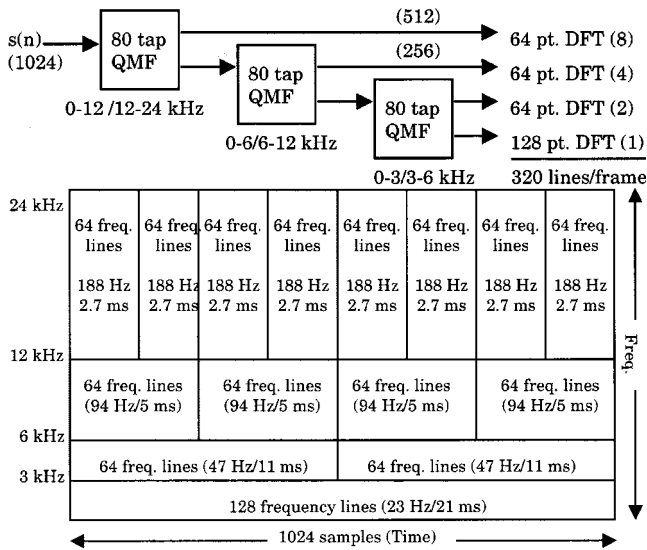 (512)
s(n)
(1024)
80 tap
QMF
64 pt. DFT (8)
(256)
80 tap
QMF
64 pt. DFT (4)
0-12 /12-24 kHz
80 tap
QMF
64 pt. DFT (2)
0-6/6-12 kHz
128 pt. DFT (1)
0-3/3-6 kHz
320 lines/frame
24 kHz
64 freq. lines 188 Hz 2.7 ms
64 freq. lines 188 Hz 2.7 ms
64 freq. lines 188 Hz 2.7 ms
64 freq. lines 188 Hz 2.7 ms
64 freq. lines 188 Hz 2.7 ms
64 freq. lines 188 Hz 2.7 ms
64 freq. lines 188 Hz 2.7 ms
64 freq. lines 188 Hz 2.7 ms
Freq.
12 kHz
64 freq. lines (94 Hz/5 ms)
64 freq. lines (94 Hz/5 ms)
64 freq. lines (94 Hz/5 ms)
64 freq. lines (94 Hz/5 ms)
6 kHz
64 freq. lines (47 Hz/11 ms)
64 freq. lines (47 Hz/11 ms)
3 kHz
128 frequency lines (23 Hz/21 ms)
1024 samples (Time)